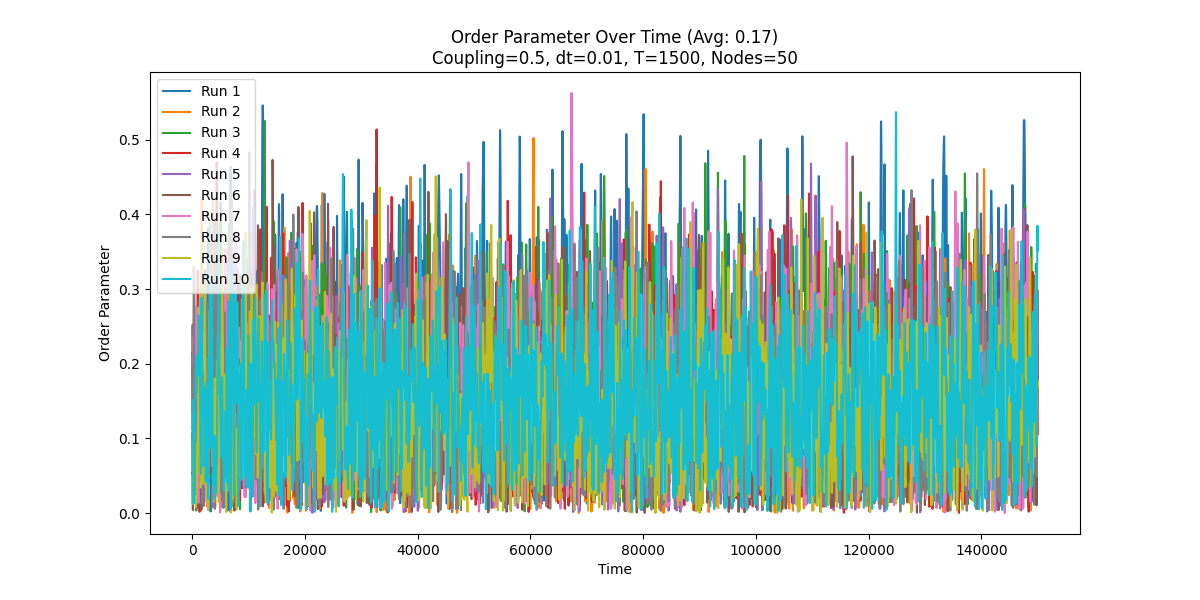 Order Parameter Over Time (Avg: 0.17)
Coupling=0.5, dt=0.01, T=1500, Nodes=50
Run 1
Run 2
Run 3
Run 4
Run 5
Run 6
Run 7
Run 8
Run 9
Run 10
Order Parameter
0.5
0.4
0.3
0.2
0.1
0.0
0
20000
40000
60000
80000
100000
120000
140000
Time